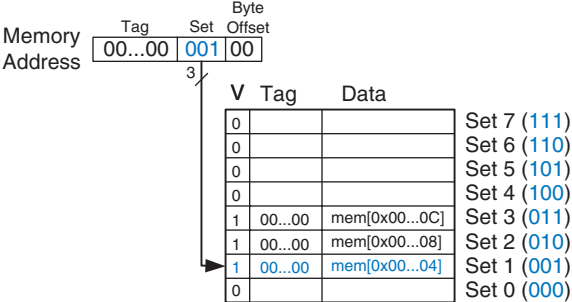 Memory Address
Tag Set Byte Offset
00...00 001 00
3
V Tag Data
0 Set 7 (111)
0 Set 6 (110)
0 Set 5 (101)
0 Set 4 (100)
1 00...00 mem[0x00...0C] Set 3 (011)
1 00...00 mem[0x00...08] Set 2 (010)
1 00...00 mem[0x00...04] Set 1 (001)
0 Set 0 (000)